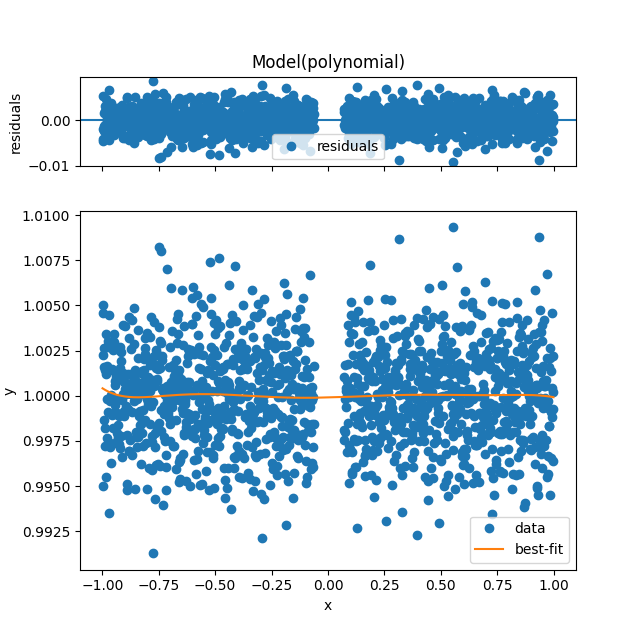 Model(polynomial)
residuals
0.00
−0.01
residuals
y
1.0100
1.0075
1.0050
1.0025
1.0000
0.9975
0.9950
0.9925
data
best-fit
−1.00 −0.75 −0.50 −0.25 0.00 0.25 0.50 0.75 1.00
x